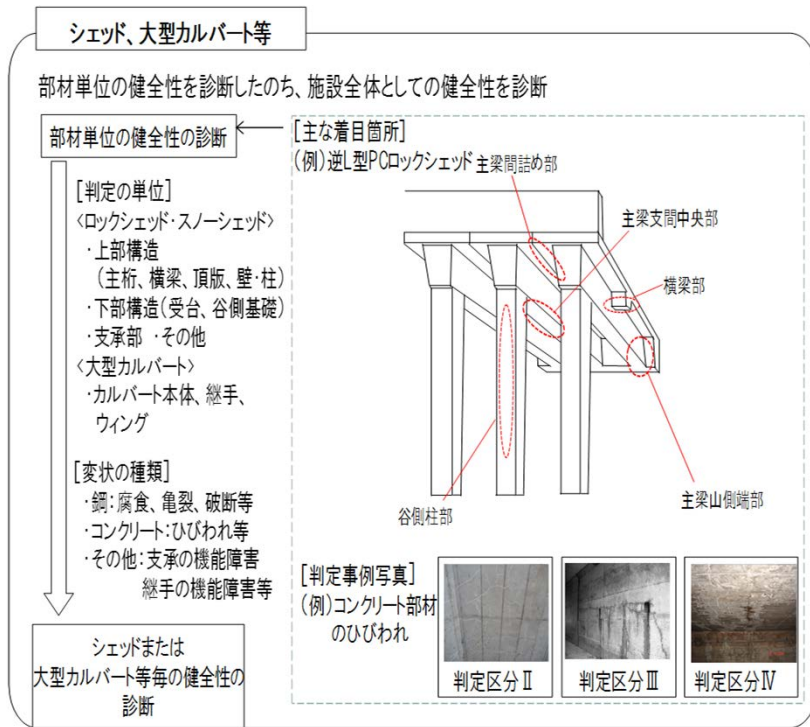 シェッド、大型カルバート等
部材単位の健全性を診断したのち、施設全体としての健全性を診断
部材単位の健全性の診断
[判定の単位]
〈ロックシェッド・スノーシェッド〉
・上部構造
(主桁、横梁、頂版、壁・柱)
・下部構造(受台、谷側基礎)
・支承部 ・その他
〈大型カルバート〉
・カルバート本体、継手、
ウィング
[変状の種類]
・鋼:腐食、亀裂、破断等
・コンクリート:ひびわれ等
・その他:支承の機能障害
継手の機能障害等
シェッドまたは
大型カルバート等毎の健全性の
診断
[主な着目箇所]
(例)逆L型PCロックシェッド
主梁間詰め部
主梁支間中央部
横梁部
主梁山側端部
谷側柱部
[判定事例写真]
(例)コンクリート部材
のひびわれ
判定区分Ⅱ
判定区分Ⅲ
判定区分Ⅳ